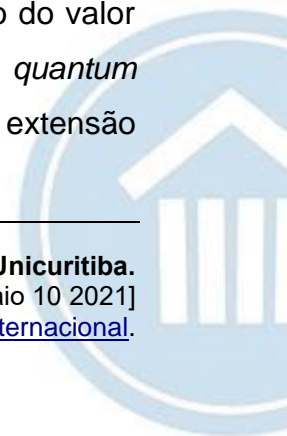 o do valor
quantum
extensão
Unicuritiba.
aio 10 2021]
ternacional.